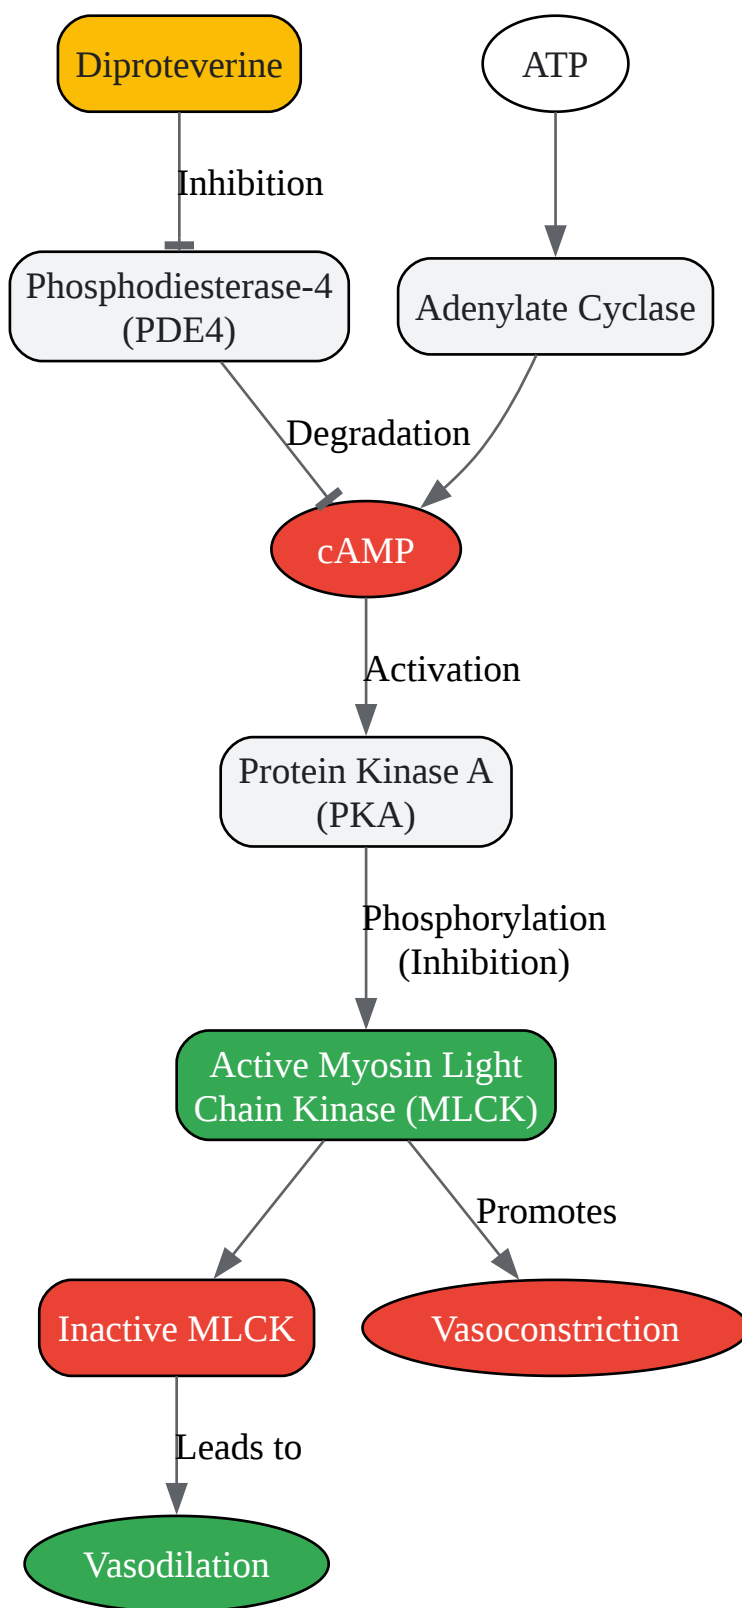 Diproteverine
ATP
Inhibition
Phosphodiesterase-4
(PDE4)
Adenylate Cyclase
Degradation
cAMP
Activation
Protein Kinase A
(PKA)
Phosphorylation
(Inhibition)
Active Myosin Light
Chain Kinase (MLCK)
Promotes
Inactive MLCK
Vasoconstriction
Leads to
Vasodilation